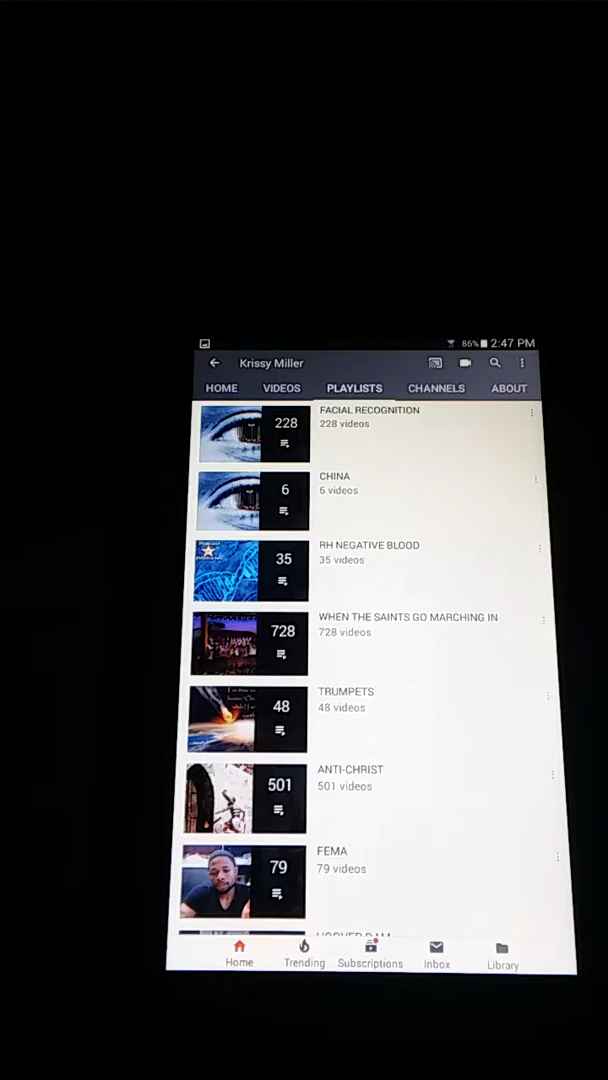 86% 2:47 PM
Krissy Miller
HOME VIDEOS PLAYLISTS CHANNELS ABOUT
228
FACIAL RECOGNITION
228 videos
6
CHINA
6 videos
35
RH NEGATIVE BLOOD
35 videos
728
WHEN THE SAINTS GO MARCHING IN
728 videos
48
TRUMPETS
48 videos
501
ANTI-CHRIST
501 videos
79
FEMA
79 videos
HOOVER DAM
Home Trending Subscriptions Inbox Library